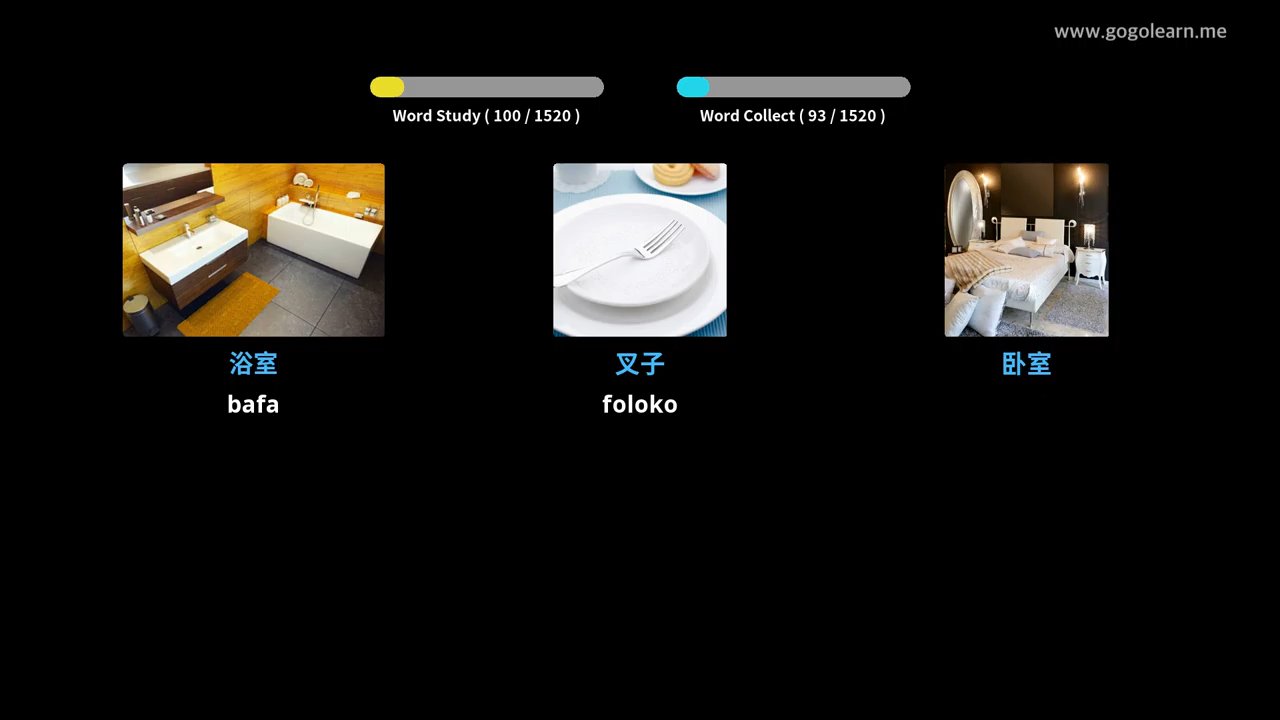 www.gogolearn.me
Word Study ( 100 / 1520 )
Word Collect ( 93 / 1520 )
浴室
叉子
卧室
bafa
foloko